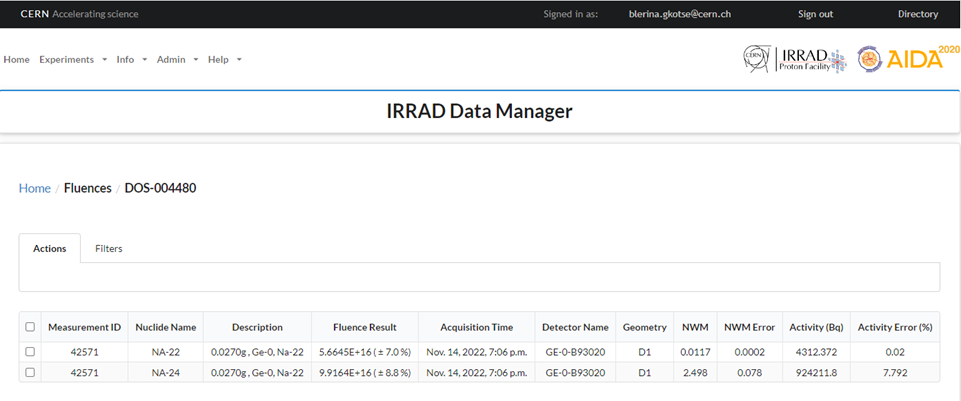 CERN Accelerating science Signed in as: blerina.gkotse@cern.ch Sign out Directory
Home Experiments Info Admin Help CERN IRRAD Proton Facility AIDA2020
IRRAD Data Manager
Home / Fluences / DOS-004480
Actions Filters
Measurement ID Nuclide Name Description Fluence Result Acquisition Time Detector Name Geometry NWM NWM Error Activity (Bq) Activity Error (%)
42571 NA-22 0.0270g , Ge-0, Na-22 5.6645E+16 ( ± 7.0 %) Nov. 14, 2022, 7:06 p.m. GE-0-B93020 D1 0.0117 0.0002 4312.372 0.02
42571 NA-24 0.0270g , Ge-0, Na-22 9.9164E+16 ( ± 8.8 %) Nov. 14, 2022, 7:06 p.m. GE-0-B93020 D1 2.498 0.078 924211.8 7.792